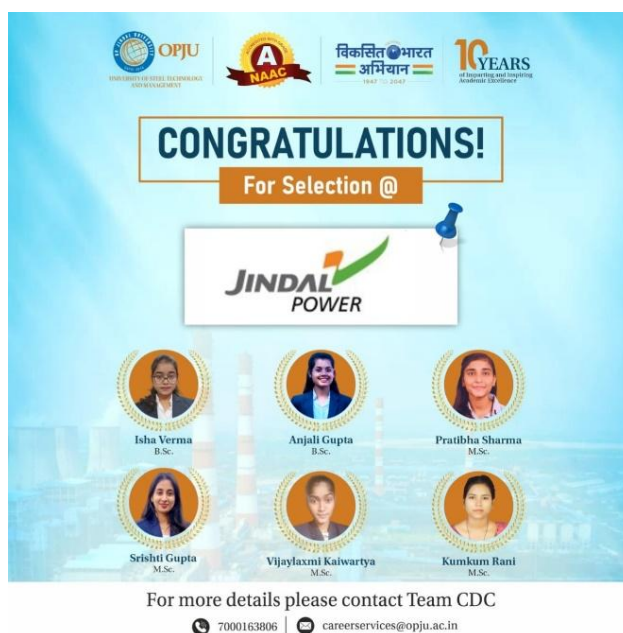 OPJU
UNIVERSITY OF STEEL TECHNOLOGY
AND MANAGEMENT
A
NAAC
विकसित भारत
अभियान
1947 TO 2047
10 YEARS
of Imparting and Inspiring
Academic Excellence
CONGRATULATIONS!
For Selection @
JINDAL
POWER
Isha Verma
B.Sc.
Anjali Gupta
B.Sc.
Pratibha Sharma
M.Sc.
Srishti Gupta
M.Sc.
Vijaylaxmi Kaiwartya
M.Sc.
Kumkum Rani
M.Sc.
For more details please contact Team CDC
7000163806 | careerservices@opju.ac.in